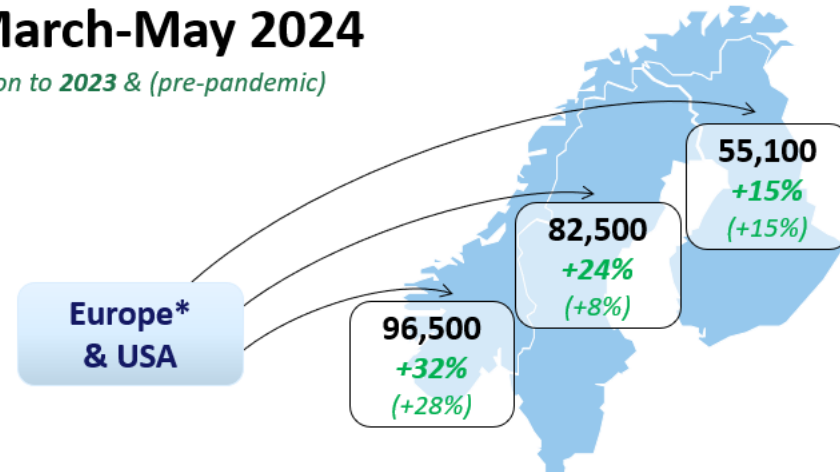 March-May 2024
on to 2023 & (pre-pandemic)
55,100
+15%
(+15%)
82,500
+24%
(+8%)
Europe*
& USA
96,500
+32%
(+28%)